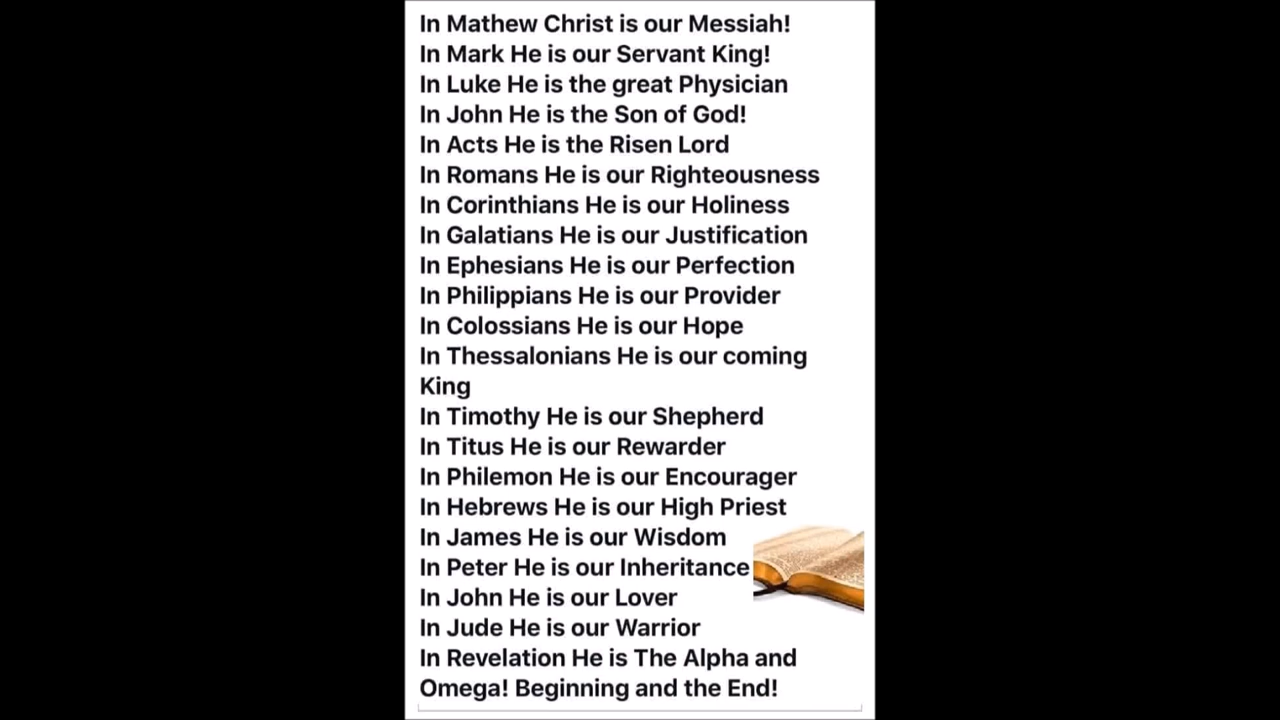 In Mathew Christ is our Messiah!
In Mark He is our Servant King!
In Luke He is the great Physician
In John He is the Son of God!
In Acts He is the Risen Lord
In Romans He is our Righteousness
In Corinthians He is our Holiness
In Galatians He is our Justification
In Ephesians He is our Perfection
In Philippians He is our Provider
In Colossians He is our Hope
In Thessalonians He is our coming
King
In Timothy He is our Shepherd
In Titus He is our Rewarder
In Philemon He is our Encourager
In Hebrews He is our High Priest
In James He is our Wisdom
In Peter He is our Inheritance
In John He is our Lover
In Jude He is our Warrior
In Revelation He is The Alpha and
Omega! Beginning and the End!